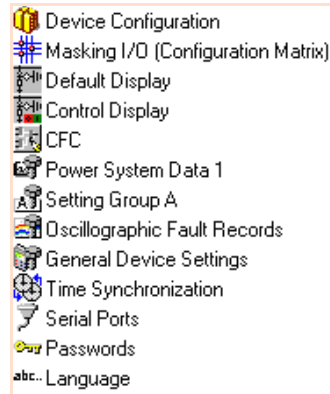 Device Configuration
Masking I/O (Configuration Matrix)
Default Display
Control Display
CFC
Power System Data 1
Setting Group A
Oscillographic Fault Records
General Device Settings
Time Synchronization
Serial Ports
Passwords
abc.. Language